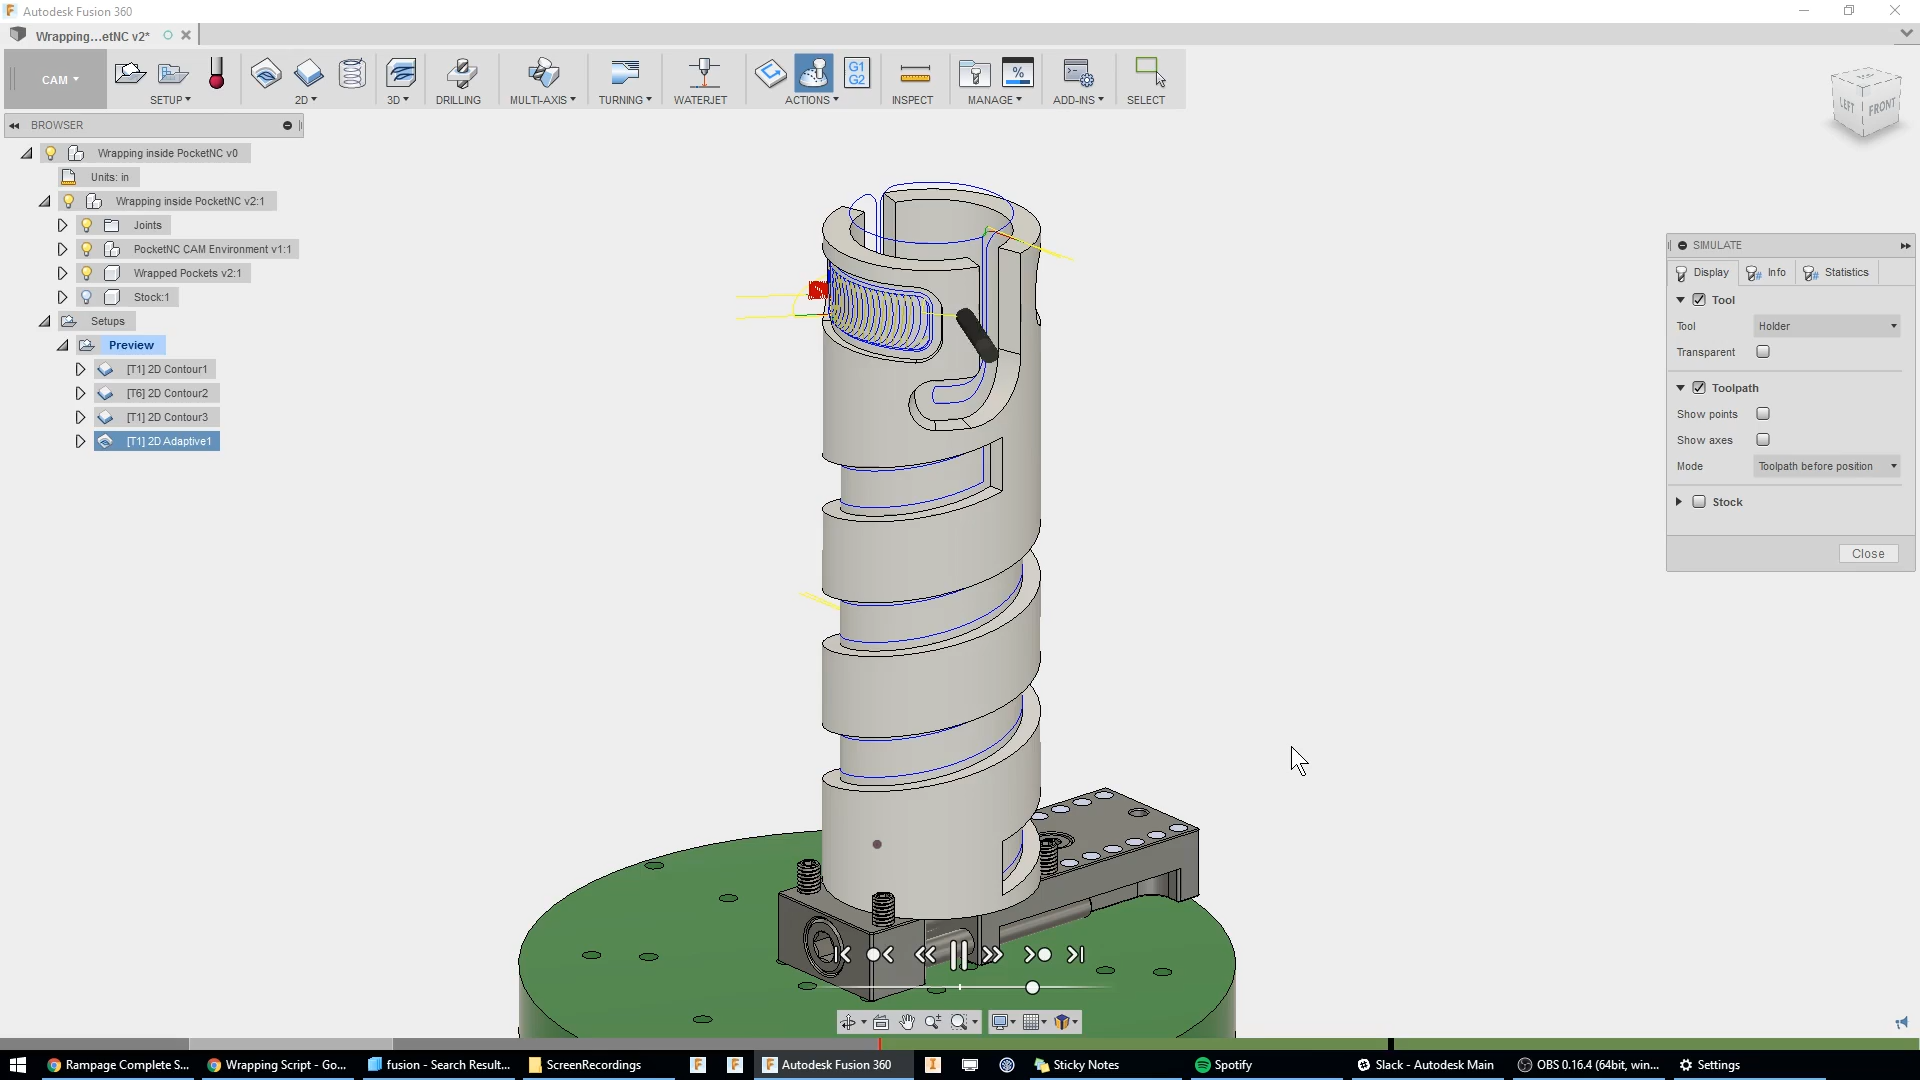 Autodesk Fusion 360
Wrapping...etNC v2*
CAM
SETUP
2D
3D
DRILLING
MULTI-AXIS
TURNING
WATERJET
G1
G2
ACTIONS
INSPECT
%
MANAGE
ADD-INS
SELECT
LEFT
FRONT
BROWSER
Wrapping inside PocketNC v0
Units: in
Wrapping inside PocketNC v2:1
Joints
PocketNC CAM Environment v1:1
Wrapped Pockets v2:1
Stock:1
Setups
Preview
[T1] 2D Contour1
[T6] 2D Contour2
[T1] 2D Contour3
[T1] 2D Adaptive1
SIMULATE
Display
Info
Statistics
Tool
Tool Holder
Transparent
Toolpath
Show points
Show axes
Mode Toolpath before position
Stock
Close
Rampage Complete S...
Wrapping Script - Go...
fusion - Search Result...
ScreenRecordings
Autodesk Fusion 360
Sticky Notes
Spotify
Slack - Autodesk Main
OBS 0.16.4 (64bit, win...
Settings